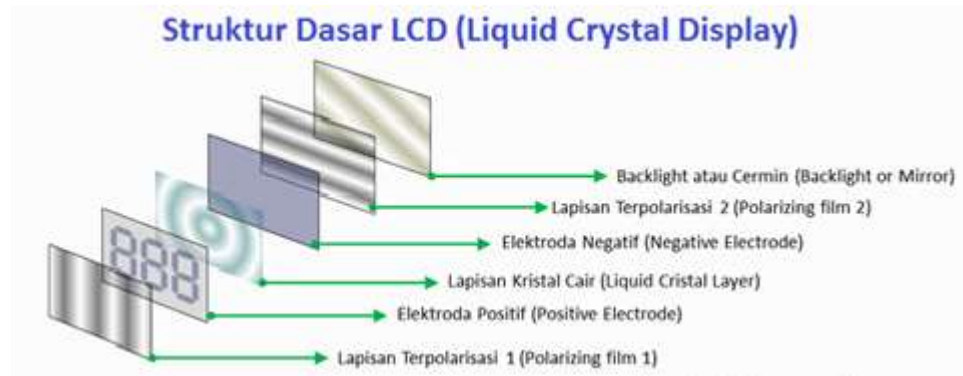 Struktur Dasar LCD (Liquid Crystal Display)
888
Backlight atau Cermin (Backlight or Mirror)
Lapisan Terpolarisasi 2 (Polarizing film 2)
Elektroda Negatif (Negative Electrode)
Lapisan Kristal Cair (Liquid Cristal Layer)
Elektroda Positif (Positive Electrode)
Lapisan Terpolarisasi 1 (Polarizing film 1)